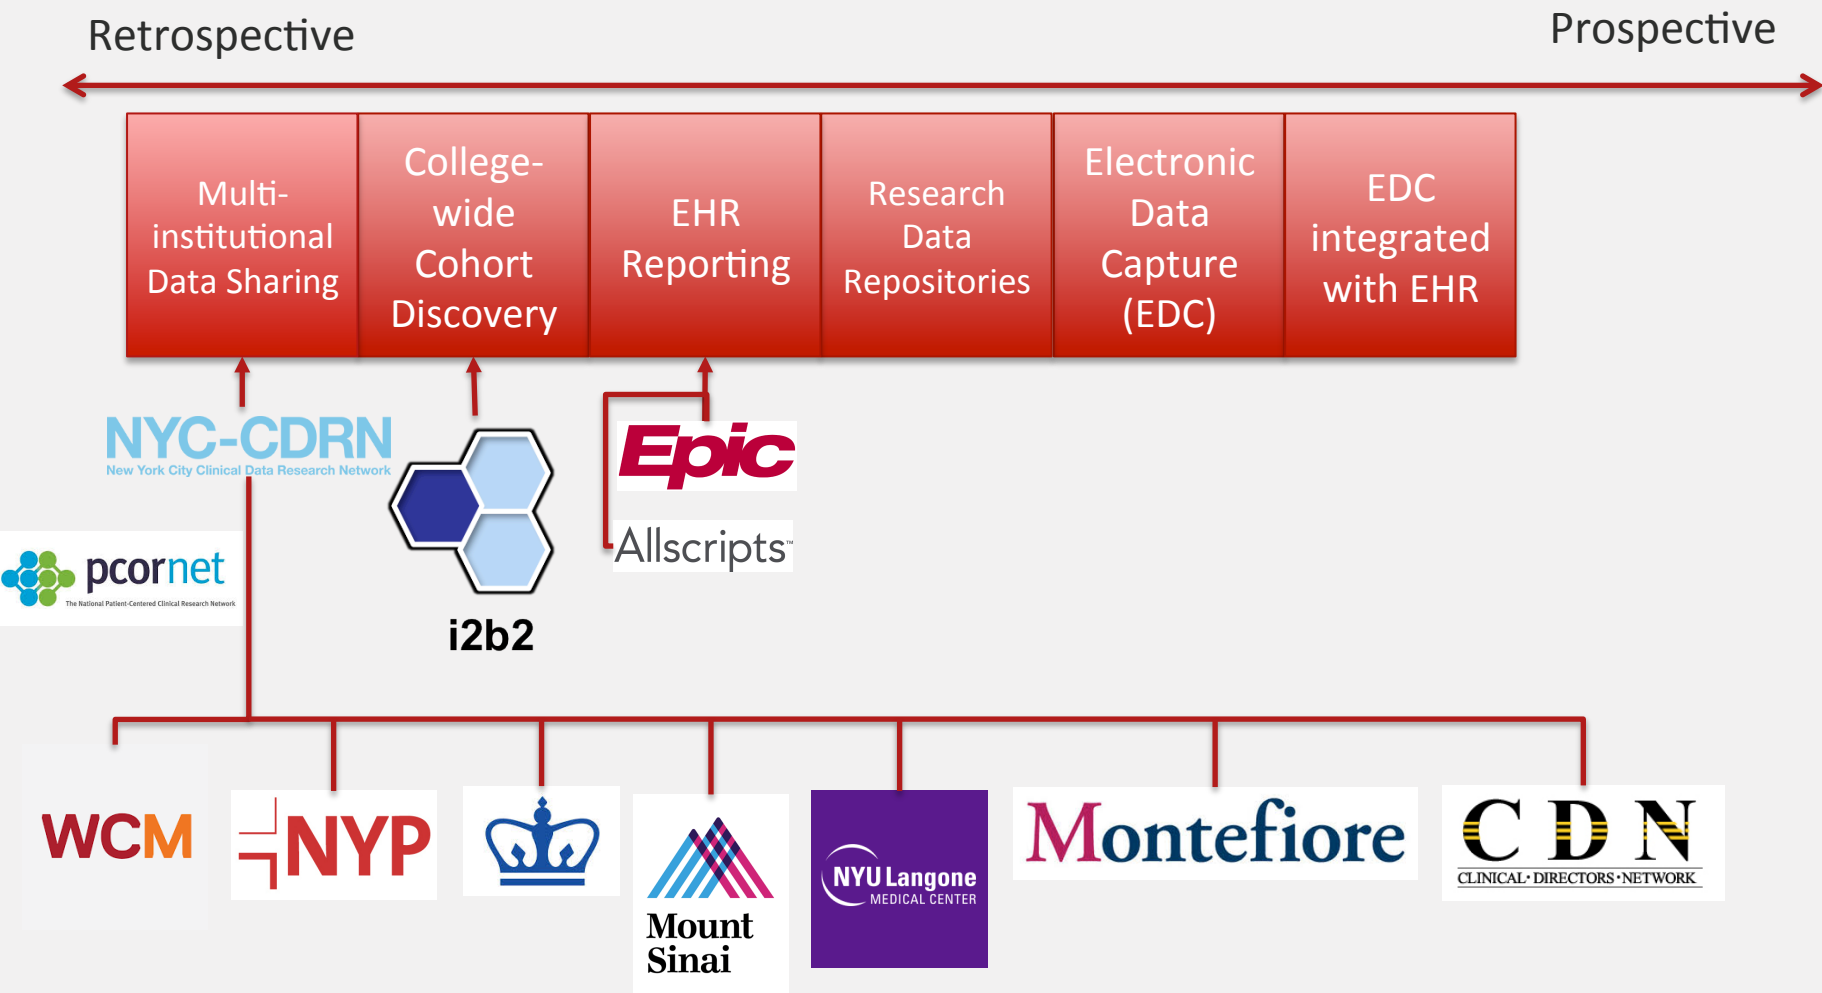 Retrospective
Prospective
Multi-
institutional
Data Sharing
College-
wide
Cohort
Discovery
EHR
Reporting
Research
Data
Repositories
Electronic
Data
Capture
(EDC)
EDC
integrated
with EHR
NYC-CDRN
New York City Clinical Data Research Network
pcornet
The National Patient-Centered Clinical Research Network
i2b2
Epic
Allscripts™
WCM
NYP
Mount
Sinai
NYU Langone
MEDICAL CENTER
Montefiore
CDN
CLINICAL·DIRECTORS·NETWORK